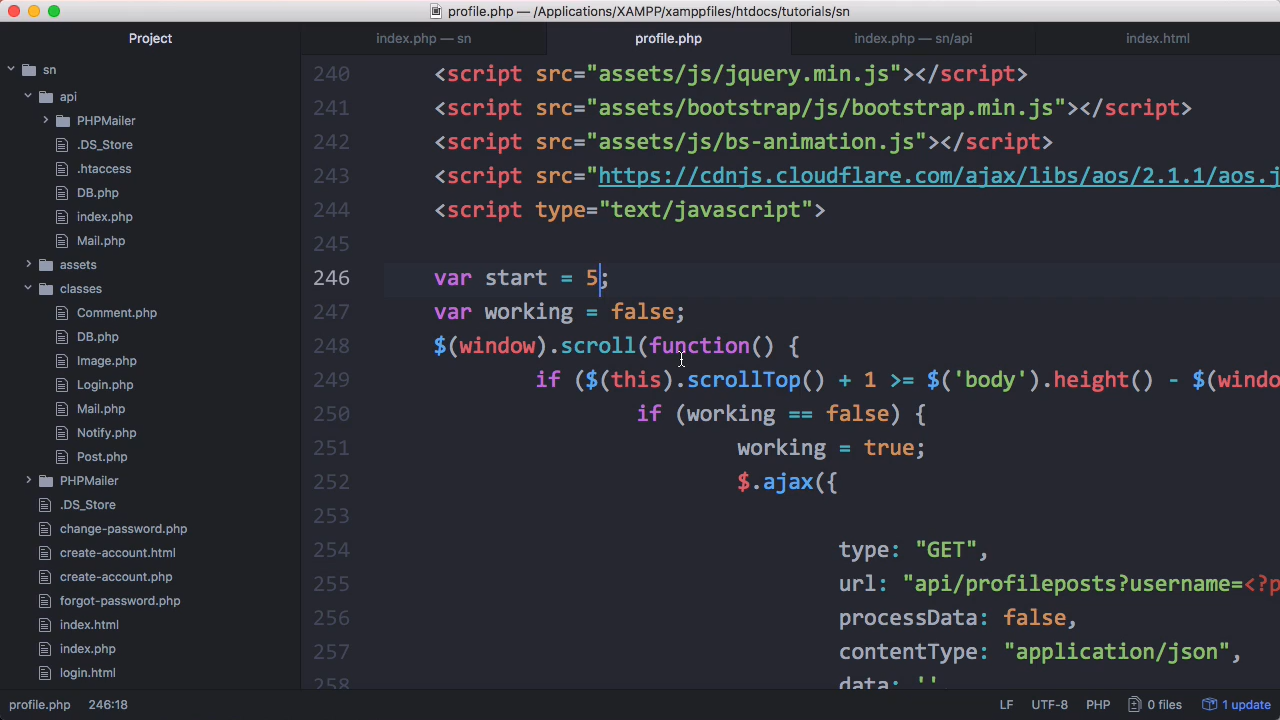 profile.php — /Applications/XAMPP/xamppfiles/htdocs/tutorials/sn
Project
index.php — sn
profile.php
index.php — sn/api
index.html
sn
api
PHPMailer
.DS_Store
.htaccess
DB.php
index.php
Mail.php
assets
classes
Comment.php
DB.php
Image.php
Login.php
Mail.php
Notify.php
Post.php
PHPMailer
.DS_Store
change-password.php
create-account.html
create-account.php
forgot-password.php
index.html
index.php
login.html
240 <script src="assets/js/jquery.min.js"></script>
241 <script src="assets/bootstrap/js/bootstrap.min.js"></script>
242 <script src="assets/js/bs-animation.js"></script>
243 <script src="https://cdnjs.cloudflare.com/ajax/libs/aos/2.1.1/aos.j
244 <script type="text/javascript">
245
246 var start = 5;
247 var working = false;
248 $(window).scroll(function() {
249 if ($(this).scrollTop() + 1 >= $('body').height() - $(windo
250 if (working == false) {
251 working = true;
252 $.ajax({
253
254 type: "GET",
255 url: "api/profileposts?username=<?p
256 processData: false,
257 contentType: "application/json",
258 data: ''
profile.php 246:18 LF UTF-8 PHP 0 files 1 update